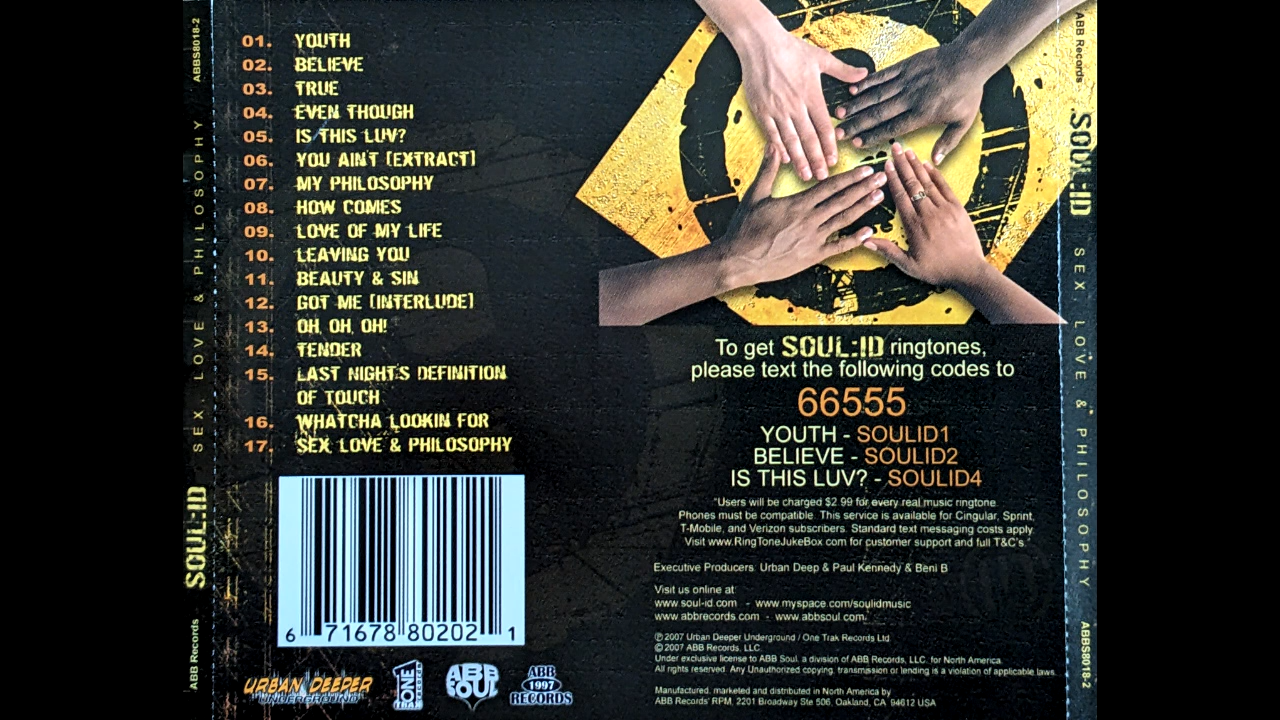 ABBS8018-2
SEX, LOVE & PHILOSOPHY
SOUL:ID
ABB Records
01. YOUTH
02. BELIEVE
03. TRUE
04. EVEN THOUGH
05. IS THIS LUV?
06. YOU AIN'T [EXTRACT]
07. MY PHILOSOPHY
08. HOW COMES
09. LOVE OF MY LIFE
10. LEAVING YOU
11. BEAUTY & SIN
12. GOT ME [INTERLUDE]
13. OH, OH, OH!
14. TENDER
15. LAST NIGHT'S DEFINITION
OF TOUCH
16. WHATCHA LOOKIN FOR
17. SEX, LOVE & PHILOSOPHY
6 71678 80202 1
URBAN DEEPER
UNDERGROUND
ONE
TRAK
ABB
SOUL
ABB
1997
RECORDS
To get SOUL:ID ringtones,
please text the following codes to
66555
YOUTH - SOULID1
BELIEVE - SOULID2
IS THIS LUV? - SOULID4
"Users will be charged $2.99 for every real music ringtone.
Phones must be compatible. This service is available for Cingular, Sprint,
T-Mobile, and Verizon subscribers. Standard text messaging costs apply.
Visit www.RingToneJukeBox.com for customer support and full T&C's."
Executive Producers: Urban Deep & Paul Kennedy & Beni B
Visit us online at:
www.soul-id.com - www.myspace.com/soulidmusic
www.abbrecords.com - www.abbsoul.com
℗ 2007 Urban Deeper Underground / One Trak Records Ltd.
© 2007 ABB Records, LLC.
Under exclusive license to ABB Soul, a division of ABB Records, LLC. for North America.
All rights reserved. Any Unauthorized copying, transmission or lending is a violation of applicable laws.
Manufactured, marketed and distributed in North America by
ABB Records' RPM, 2201 Broadway Ste 506, Oakland, CA 94612 USA
ABB Records
SOUL:ID
SEX, LOVE & PHILOSOPHY
ABBS8018-2